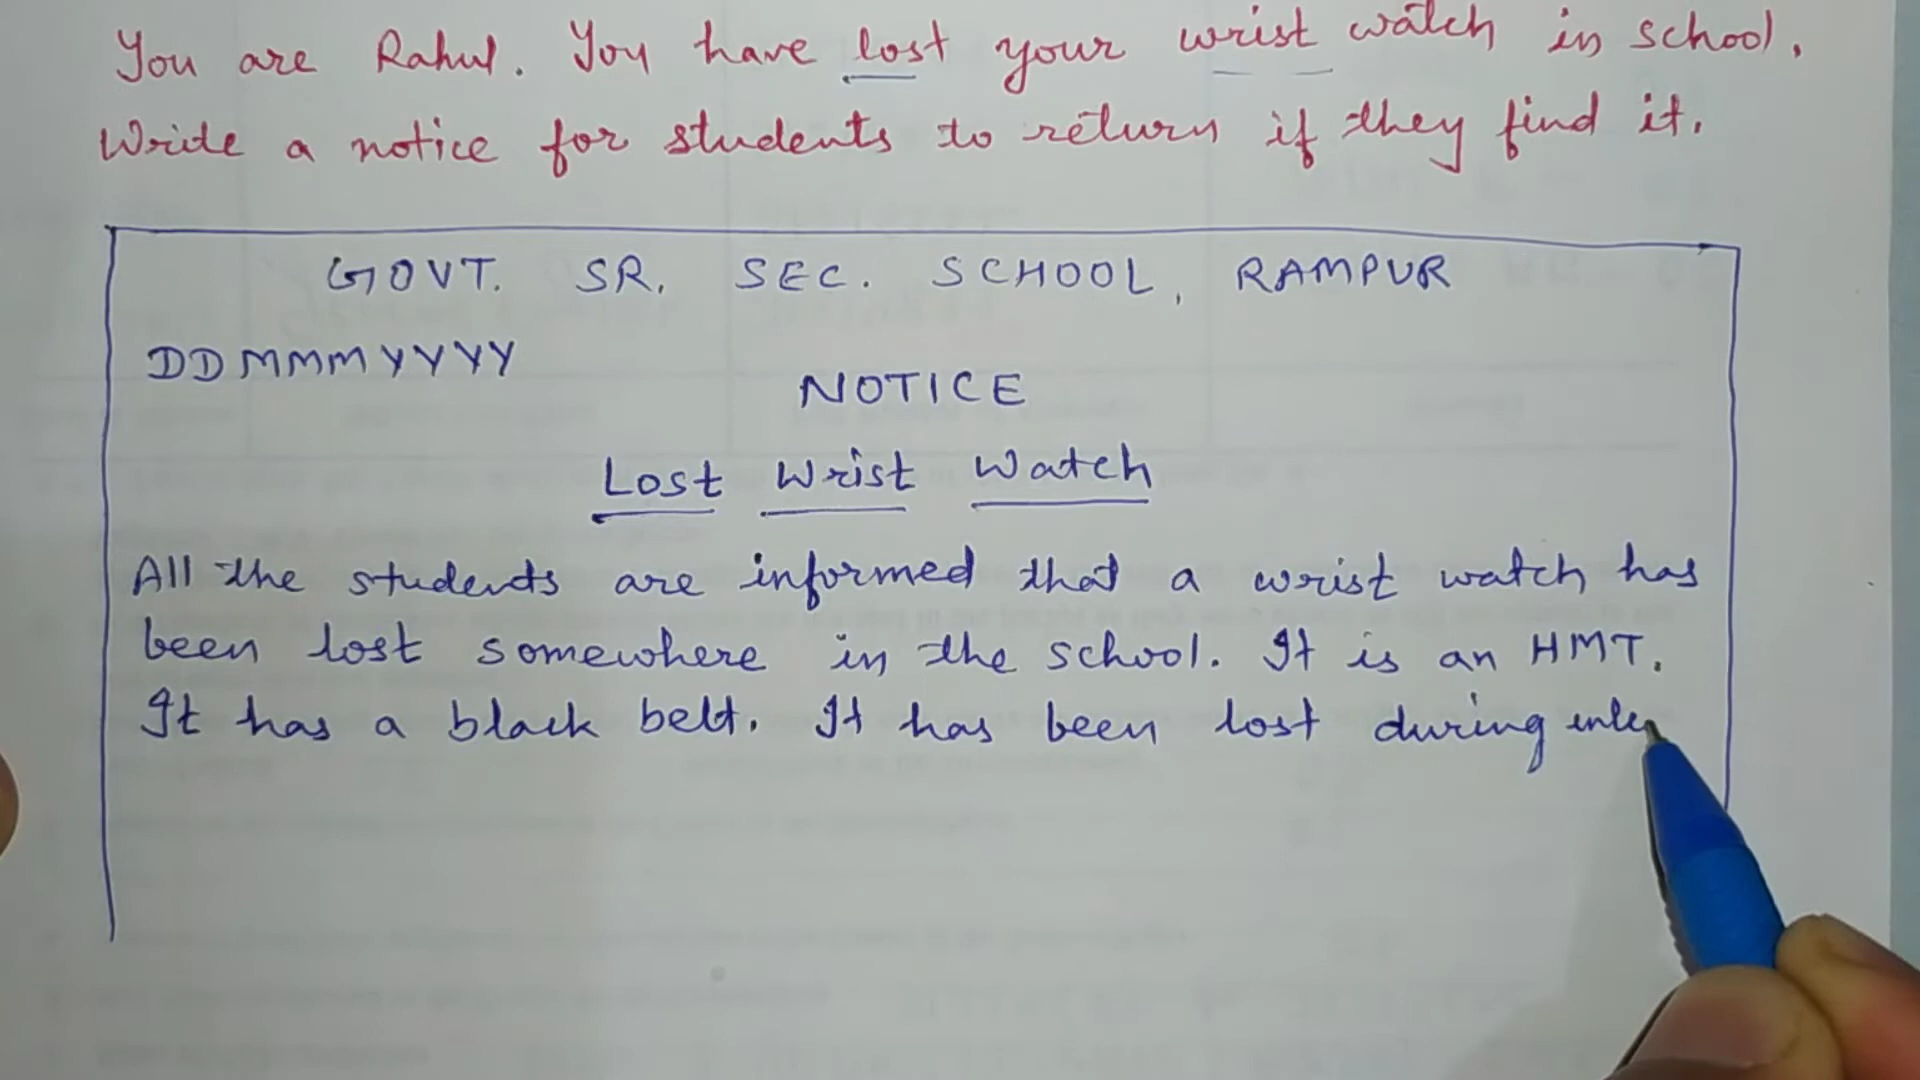 You are Rahul. You have lost your wrist watch in school.
Write a notice for students to return if they find it.
GOVT. SR. SEC. SCHOOL, RAMPUR
DDMMMYYYY
NOTICE
Lost Wrist Watch
All the students are informed that a wrist watch has
been lost somewhere in the school. It is an HMT.
It has a black belt. It has been lost during inte